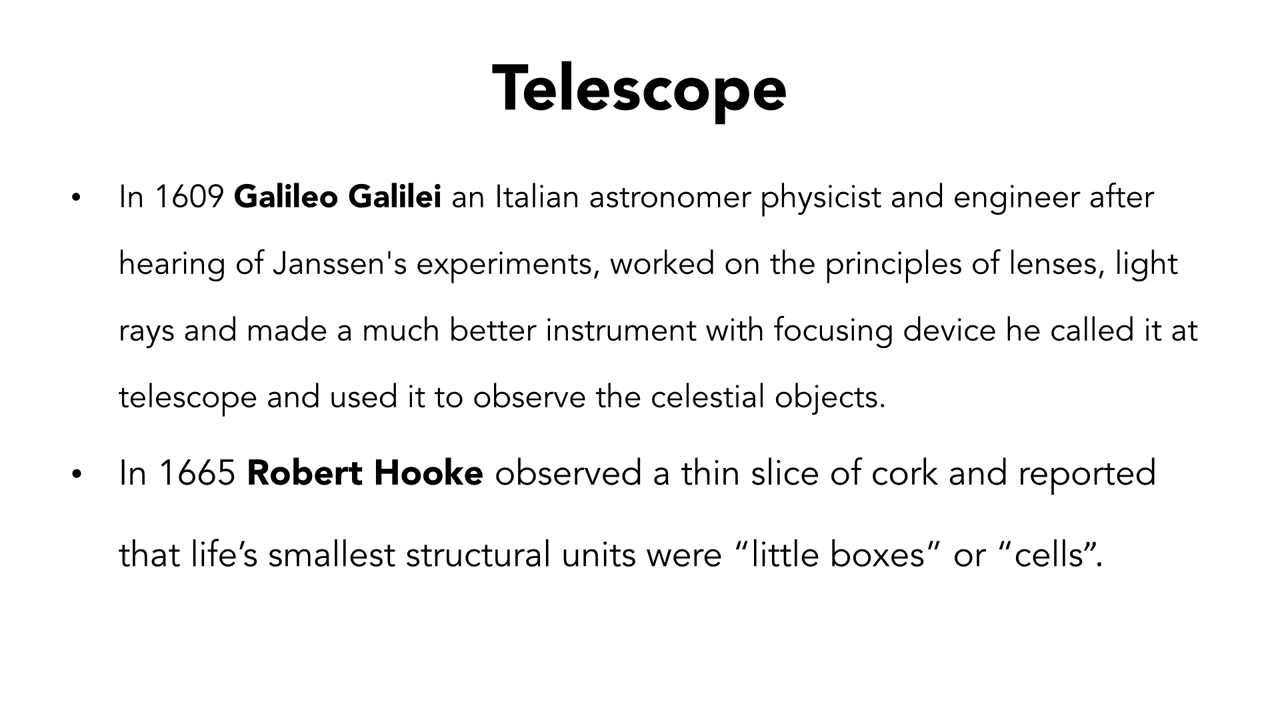 Telescope
• In 1609 Galileo Galilei an Italian astronomer physicist and engineer after
hearing of Janssen's experiments, worked on the principles of lenses, light
rays and made a much better instrument with focusing device he called it at
telescope and used it to observe the celestial objects.
• In 1665 Robert Hooke observed a thin slice of cork and reported
that life’s smallest structural units were “little boxes” or “cells”.